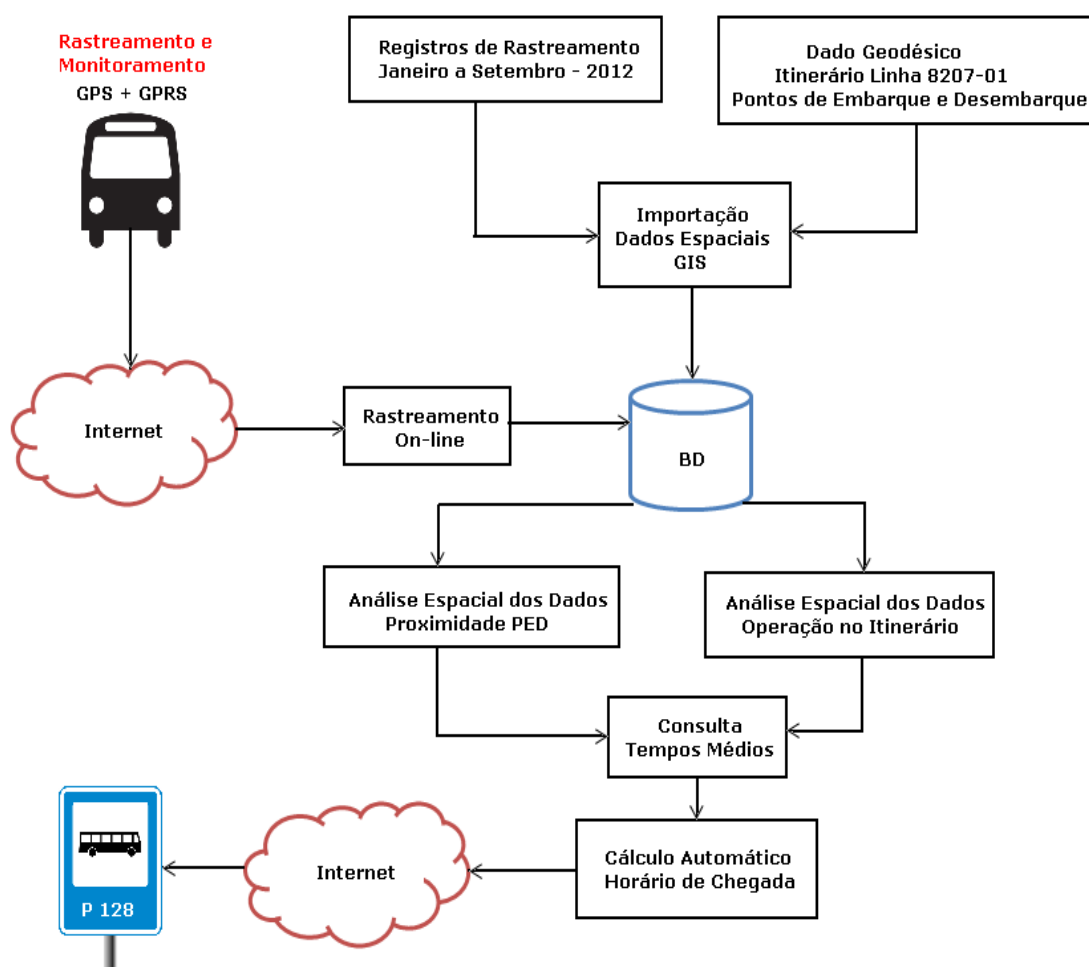 Rastreamento e
Monitoramento
GPS + GPRS
Registros de Rastreamento
Janeiro a Setembro - 2012
Dado Geodésico
Itinerário Linha 8207-01
Pontos de Embarque e Desembarque
Importação
Dados Espaciais
GIS
Internet
Rastreamento
On-line
BD
Análise Espacial dos Dados
Proximidade PED
Análise Espacial dos Dados
Operação no Itinerário
Consulta
Tempos Médios
P 128
Internet
Cálculo Automático
Horário de Chegada